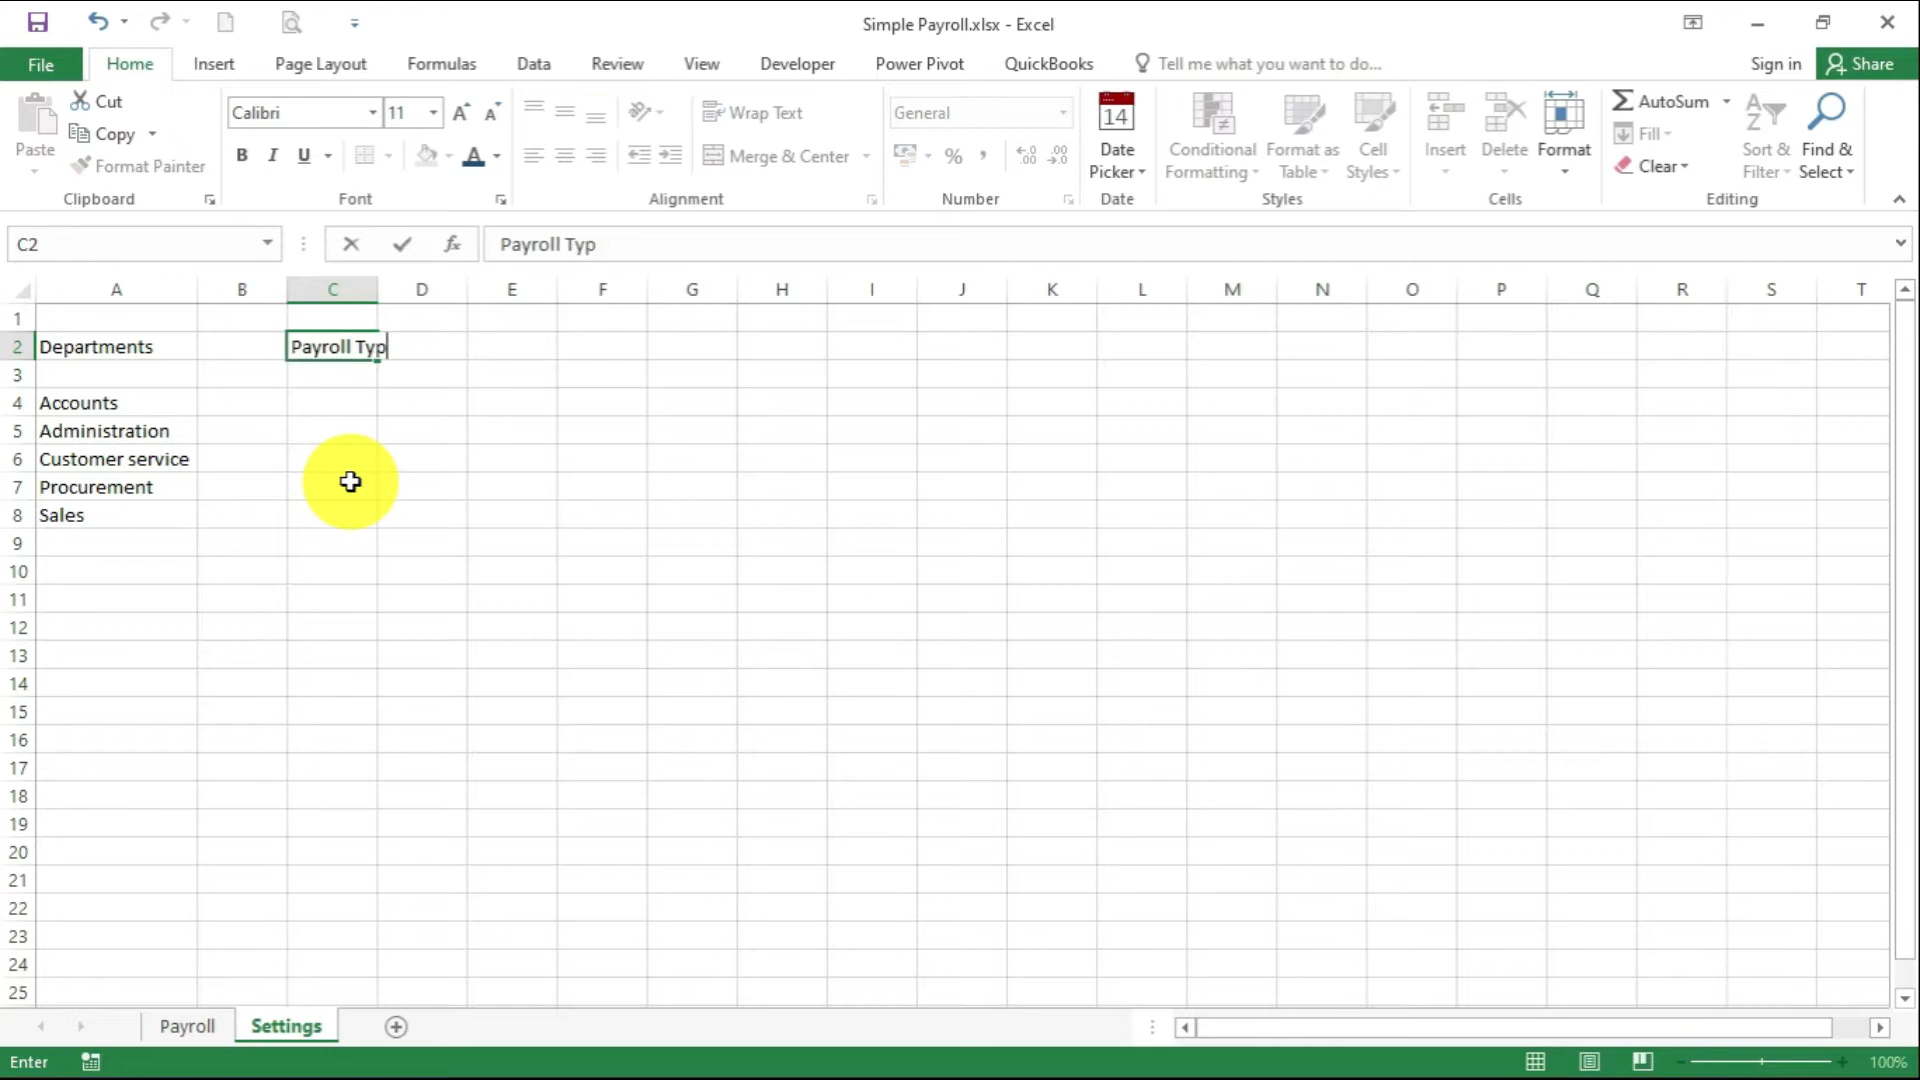 Simple Payroll.xlsx - Excel
File Home Insert Page Layout Formulas Data Review View Developer Power Pivot QuickBooks Tell me what you want to do... Sign in Share
Paste
Cut
Copy
Format Painter
Clipboard
Calibri 11
B I U A
Font
Wrap Text
Merge & Center
Alignment
General
% ,
Number
14
Date
Picker
Date
Conditional
Formatting
Format as
Table
Cell
Styles
Styles
Insert Delete Format
Cells
AutoSum
Fill
Clear
Sort &
Filter
Find &
Select
Editing
C2 fx Payroll Typ
A B C D E F G H I J K L M N O P Q R S T
1
2 Departments Payroll Typ
3
4 Accounts
5 Administration
6 Customer service
7 Procurement
8 Sales
9
10
11
12
13
14
15
16
17
18
19
20
21
22
23
24
25
Payroll Settings
Enter 100%